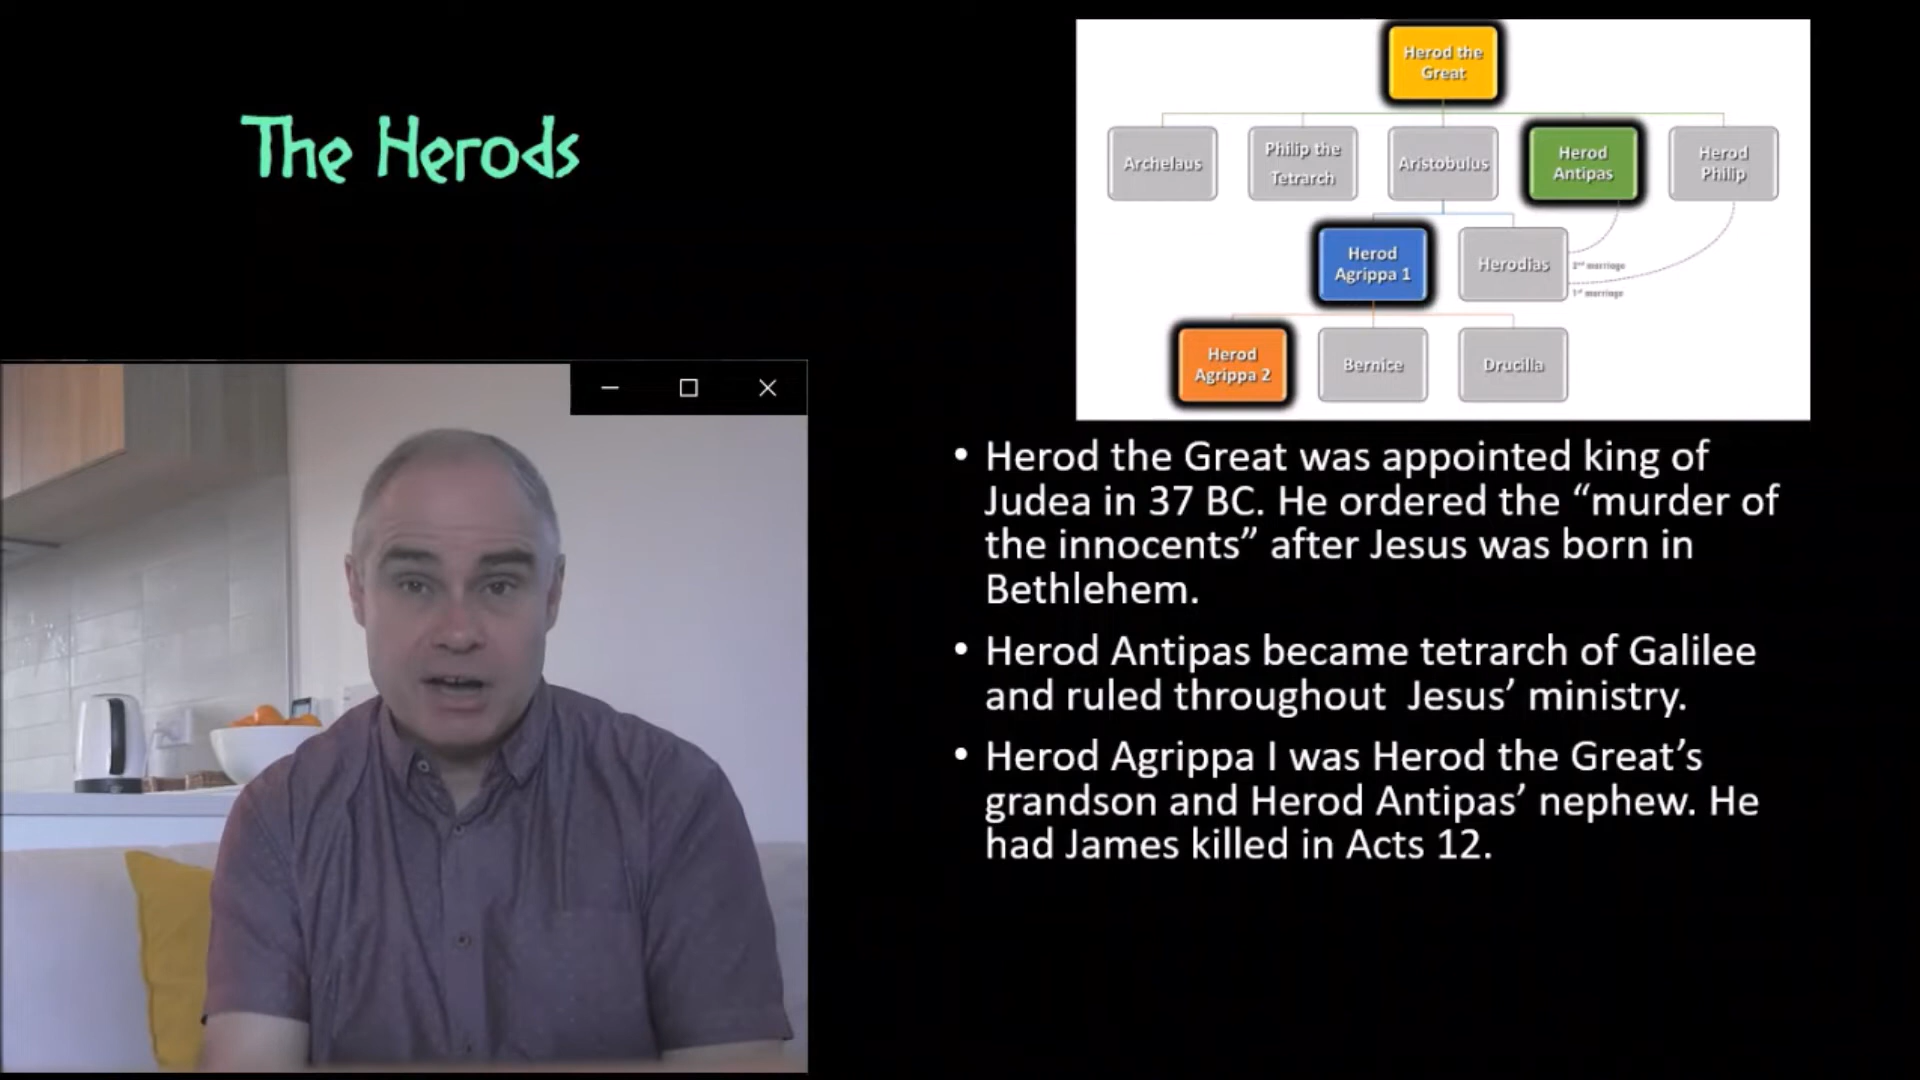 The Herods
Herod the
Great
Archelaus
Philip the
Tetrarch
Aristobulus
Herod
Antipas
Herod
Philip
Herod
Agrippa 1
Herodias
2nd marriage
1st marriage
Herod
Agrippa 2
Bernice
Drucilla
• Herod the Great was appointed king of
Judea in 37 BC. He ordered the “murder of
the innocents” after Jesus was born in
Bethlehem.
• Herod Antipas became tetrarch of Galilee
and ruled throughout  Jesus’ ministry.
• Herod Agrippa I was Herod the Great’s
grandson and Herod Antipas’ nephew. He
had James killed in Acts 12.